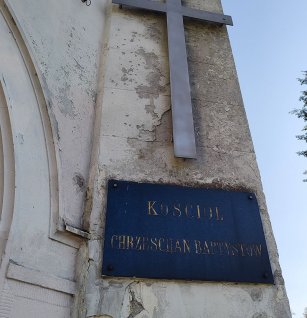 KOŚCIÓŁ
CHRZEŚCIJAN BAPTYSTÓW